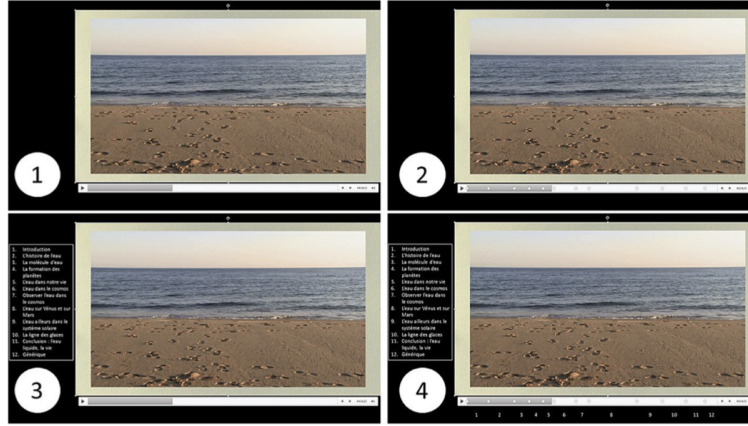 1
2
1. Introduction
2. L'histoire de l'eau
3. La molécule d'eau
4. La formation des
planètes
5. L'eau dans notre vie
6. L'eau dans le cosmos
7. Observer l'eau dans
le cosmos
8. L'eau sur Vénus et sur
Mars
9. L'eau ailleurs dans le
système solaire
10. La ligne des glaces
11. Conclusion : l'eau
liquide, la vie
12. Générique
3
1. Introduction
2. L'histoire de l'eau
3. La molécule d'eau
4. La formation des
planètes
5. L'eau dans notre vie
6. L'eau dans le cosmos
7. Observer l'eau dans
le cosmos
8. L'eau sur Vénus et sur
Mars
9. L'eau ailleurs dans le
système solaire
10. La ligne des glaces
11. Conclusion : l'eau
liquide, la vie
12. Générique
4
1 2 3 4 5 6 7 8 9 10 11 12